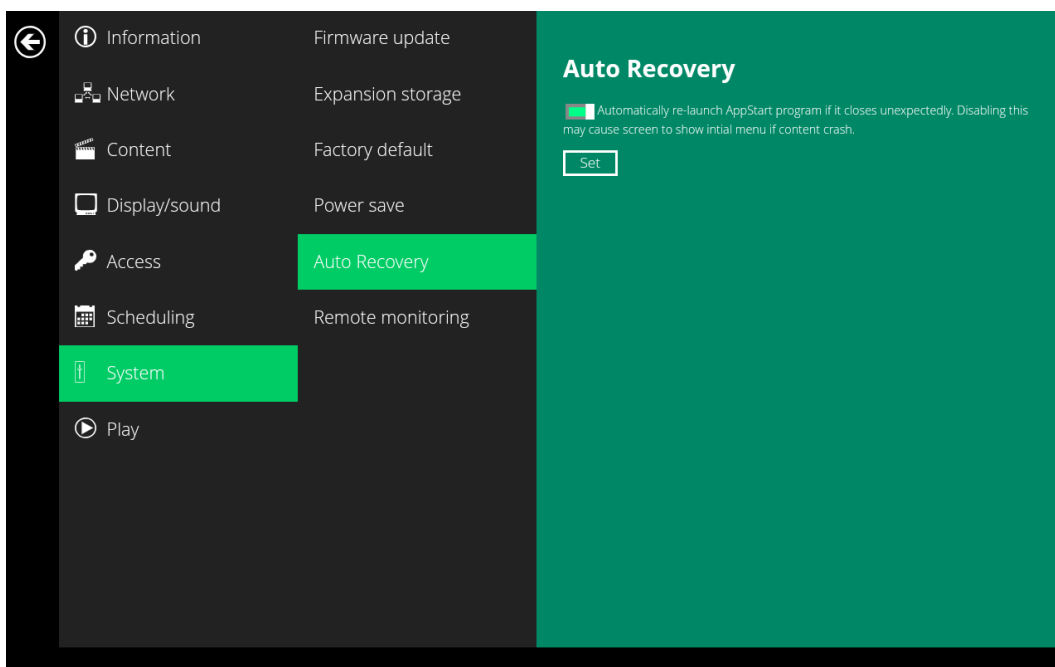 Information
Network
Content
Display/sound
Access
Scheduling
System
Play
Firmware update
Expansion storage
Factory default
Power save
Auto Recovery
Remote monitoring
Auto Recovery
Automatically re-launch AppStart program if it closes unexpectedly. Disabling this
may cause screen to show intial menu if content crash.
Set